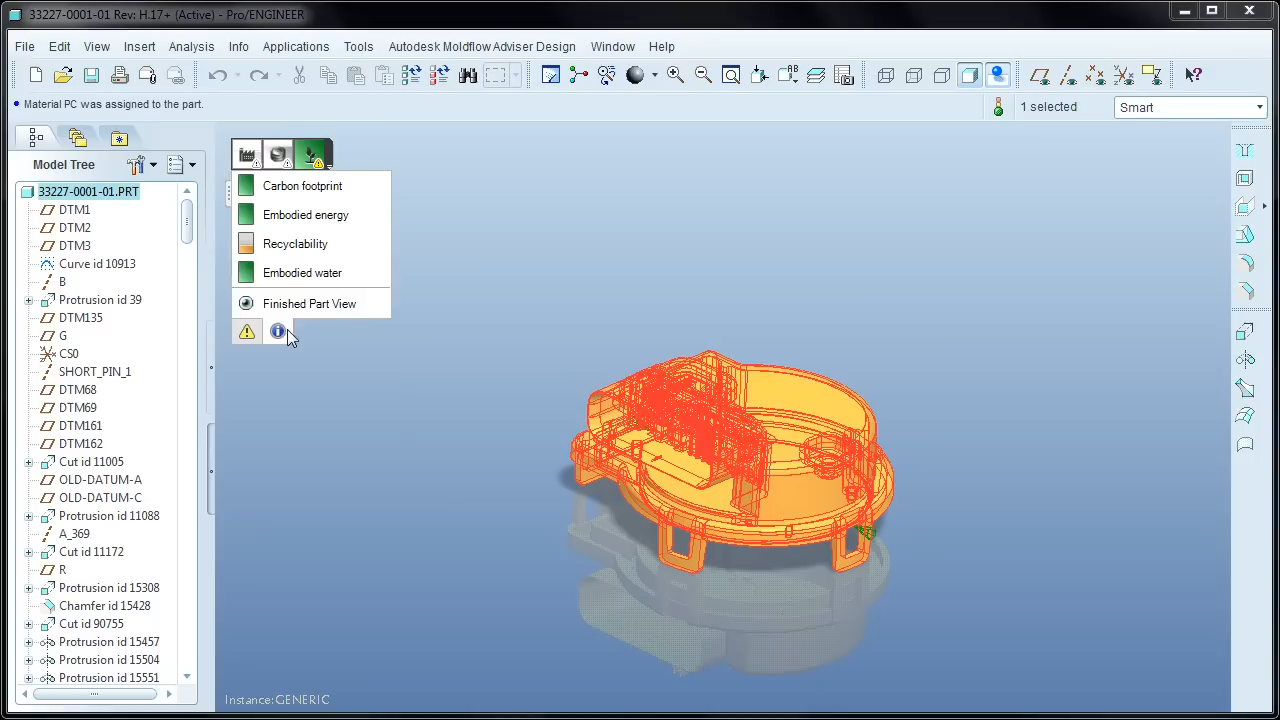 33227-0001-01 Rev: H.17+ (Active) - Pro/ENGINEER
File Edit View Insert Analysis Info Applications Tools Autodesk Moldflow Adviser Design Window Help
Material PC was assigned to the part.
1 selected
Smart
Model Tree
33227-0001-01.PRT
DTM1
DTM2
DTM3
Curve id 10913
B
Protrusion id 39
DTM135
G
CS0
SHORT_PIN_1
DTM68
DTM69
DTM161
DTM162
Cut id 11005
OLD-DATUM-A
OLD-DATUM-C
Protrusion id 11088
A_369
Cut id 11172
R
Protrusion id 15308
Chamfer id 15428
Cut id 90755
Protrusion id 15457
Protrusion id 15504
Protrusion id 15551
Carbon footprint
Embodied energy
Recyclability
Embodied water
Finished Part View
Instance:GENERIC